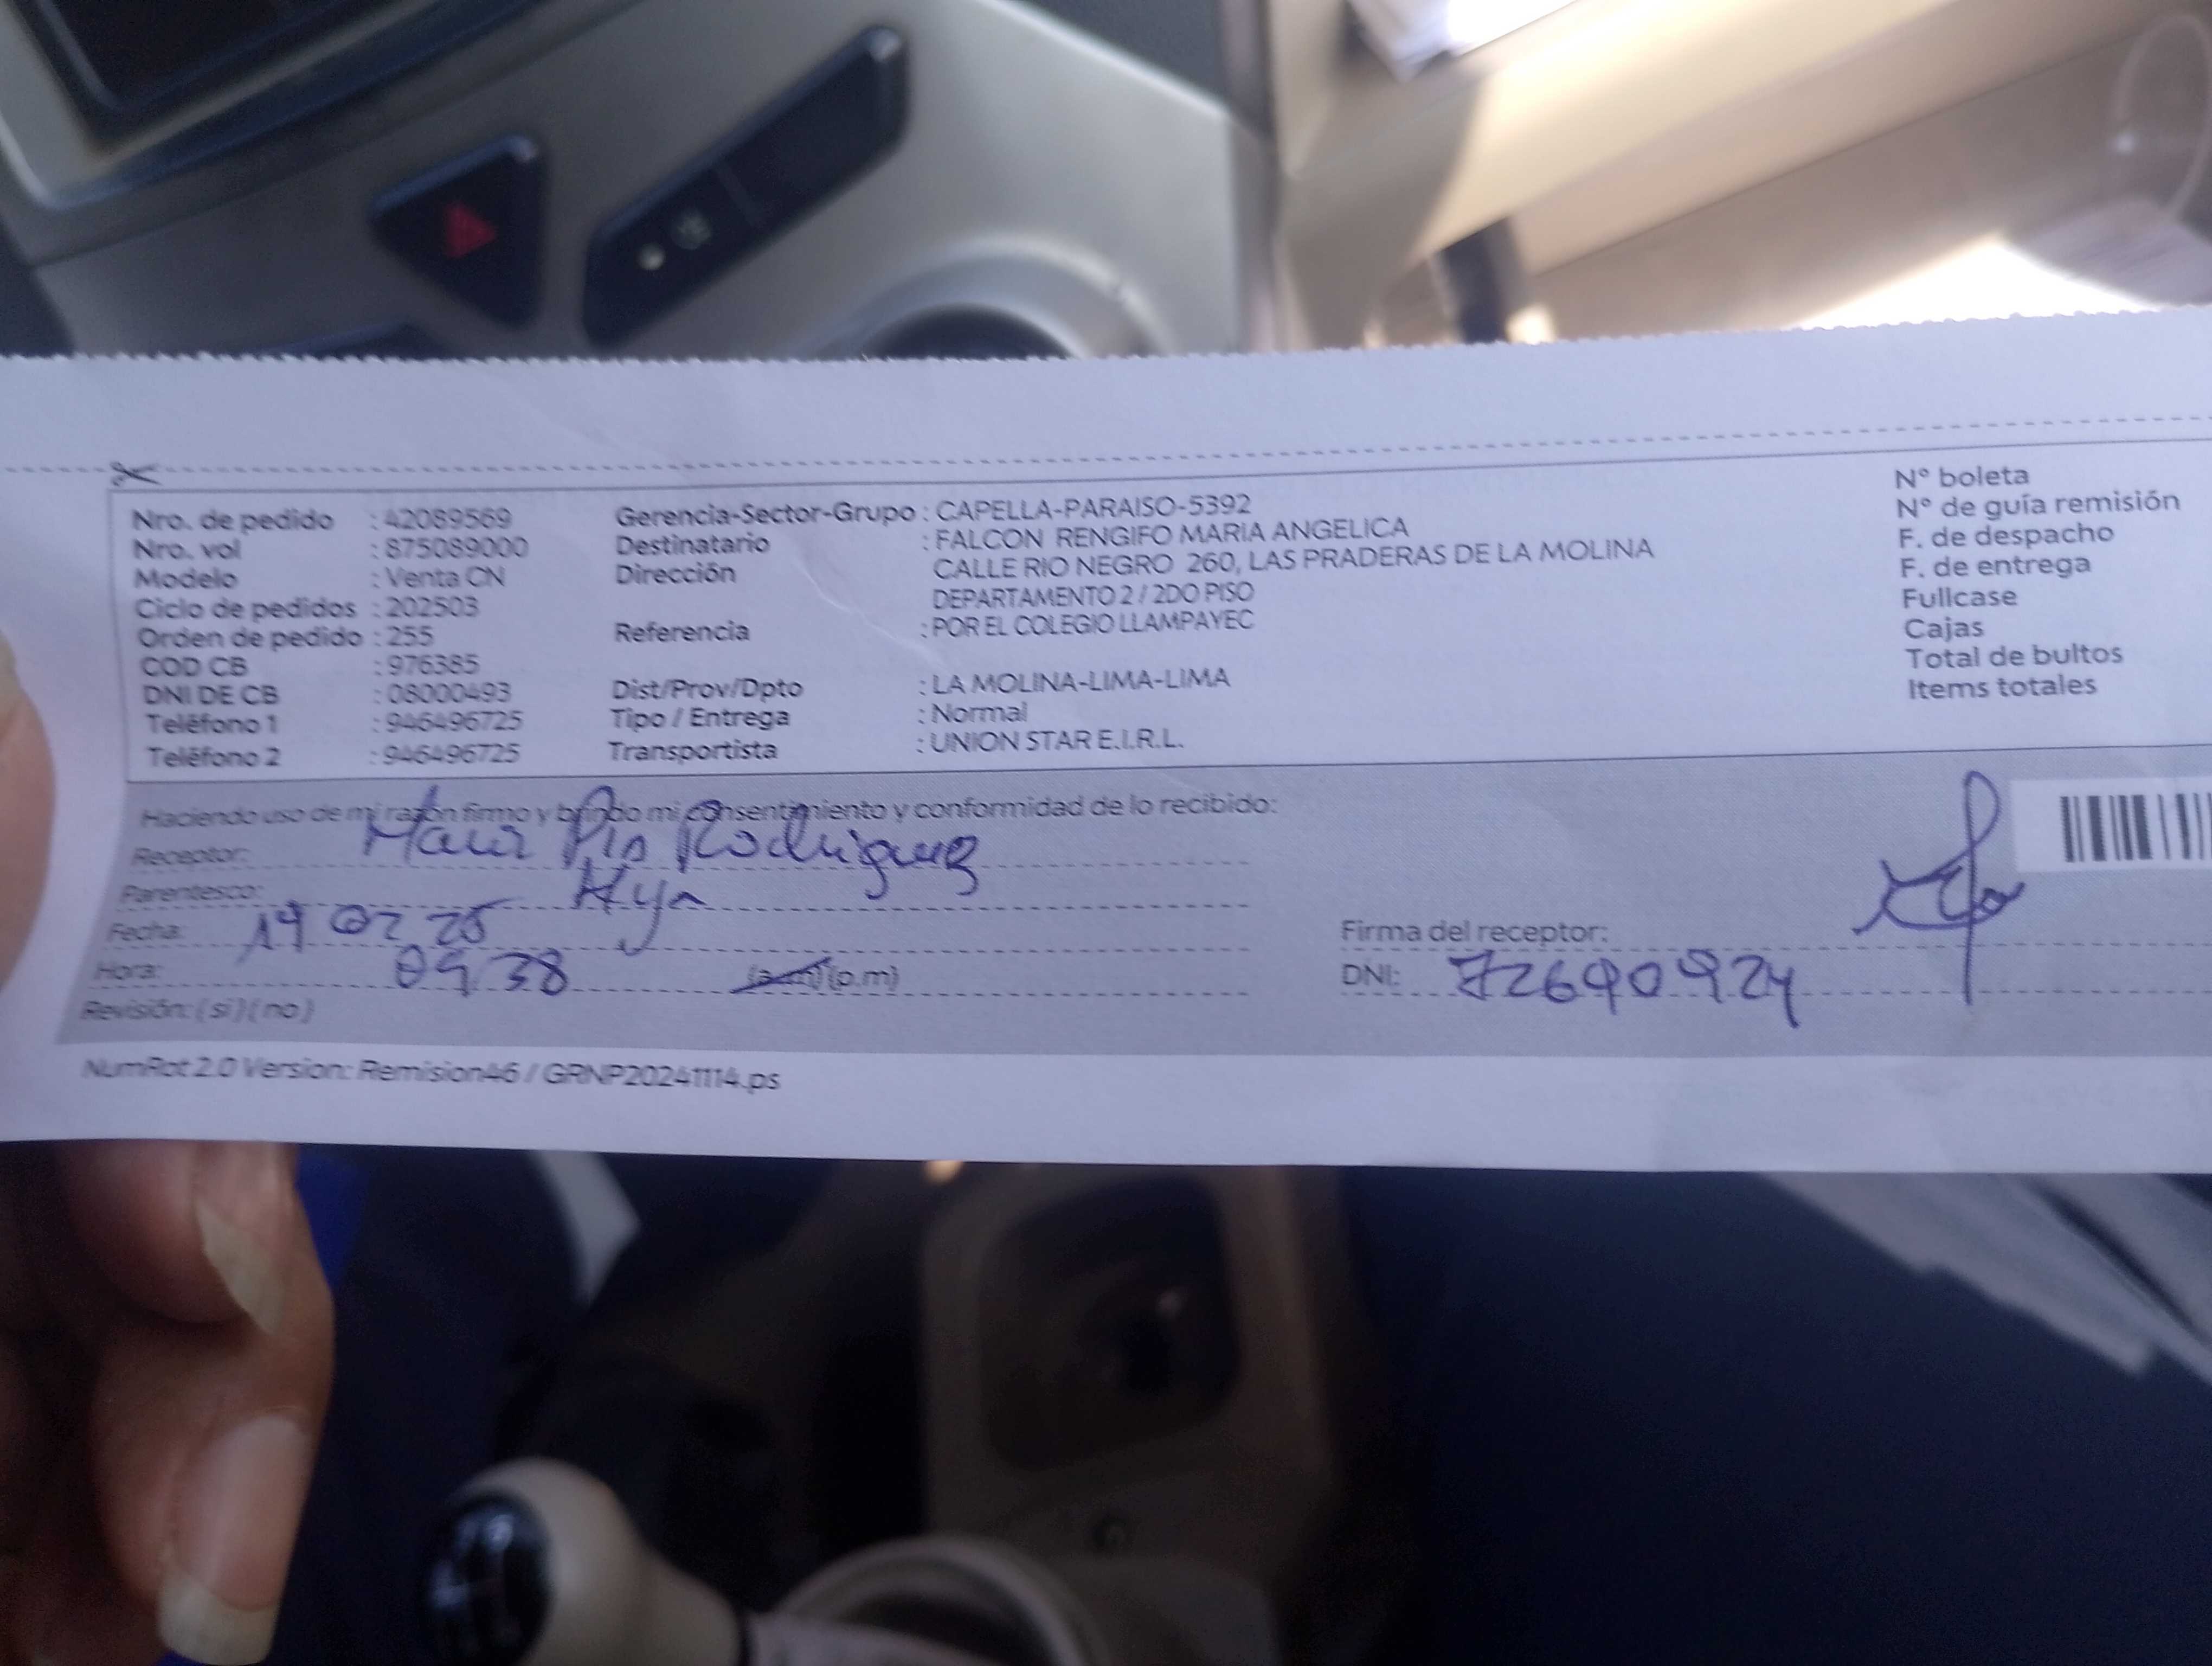 Nro. de pedido : 42089569
Nro. vol : 875089000
Modelo : Venta CN
Ciclo de pedidos : 202503
Orden de pedido : 255
COD CB : 976385
DNI DE CB : 08000493
Teléfono 1 : 946496725
Teléfono 2 : 946496725
Gerencia-Sector-Grupo : CAPELLA-PARAISO-5392
Destinatario : FALCON RENGIFO MARIA ANGELICA
Dirección CALLE RIO NEGRO 260, LAS PRADERAS DE LA MOLINA
DEPARTAMENTO 2 / 2DO PISO
Referencia : POR EL COLEGIO LLAMPAYEC
Dist/Prov/Dpto : LA MOLINA-LIMA-LIMA
Tipo / Entrega : Normal
Transportista : UNION STAR E.I.R.L.
N° boleta
N° de guía remisión
F. de despacho
F. de entrega
Fullcase
Cajas
Total de bultos
Items totales
Haciendo uso de mi razón firmo y brindo mi consentimiento y conformidad de lo recibido:
Receptor: Pia Rodriguez
Parentesco: Hija
Fecha: 19 02 25
Hora: 09 38 (a.m) (p.m)
Revisión: ( si ) ( no )
Firma del receptor:
DNI: 72690924
NumRot 2.0 Version: Remision46 / GRNP20241114.ps